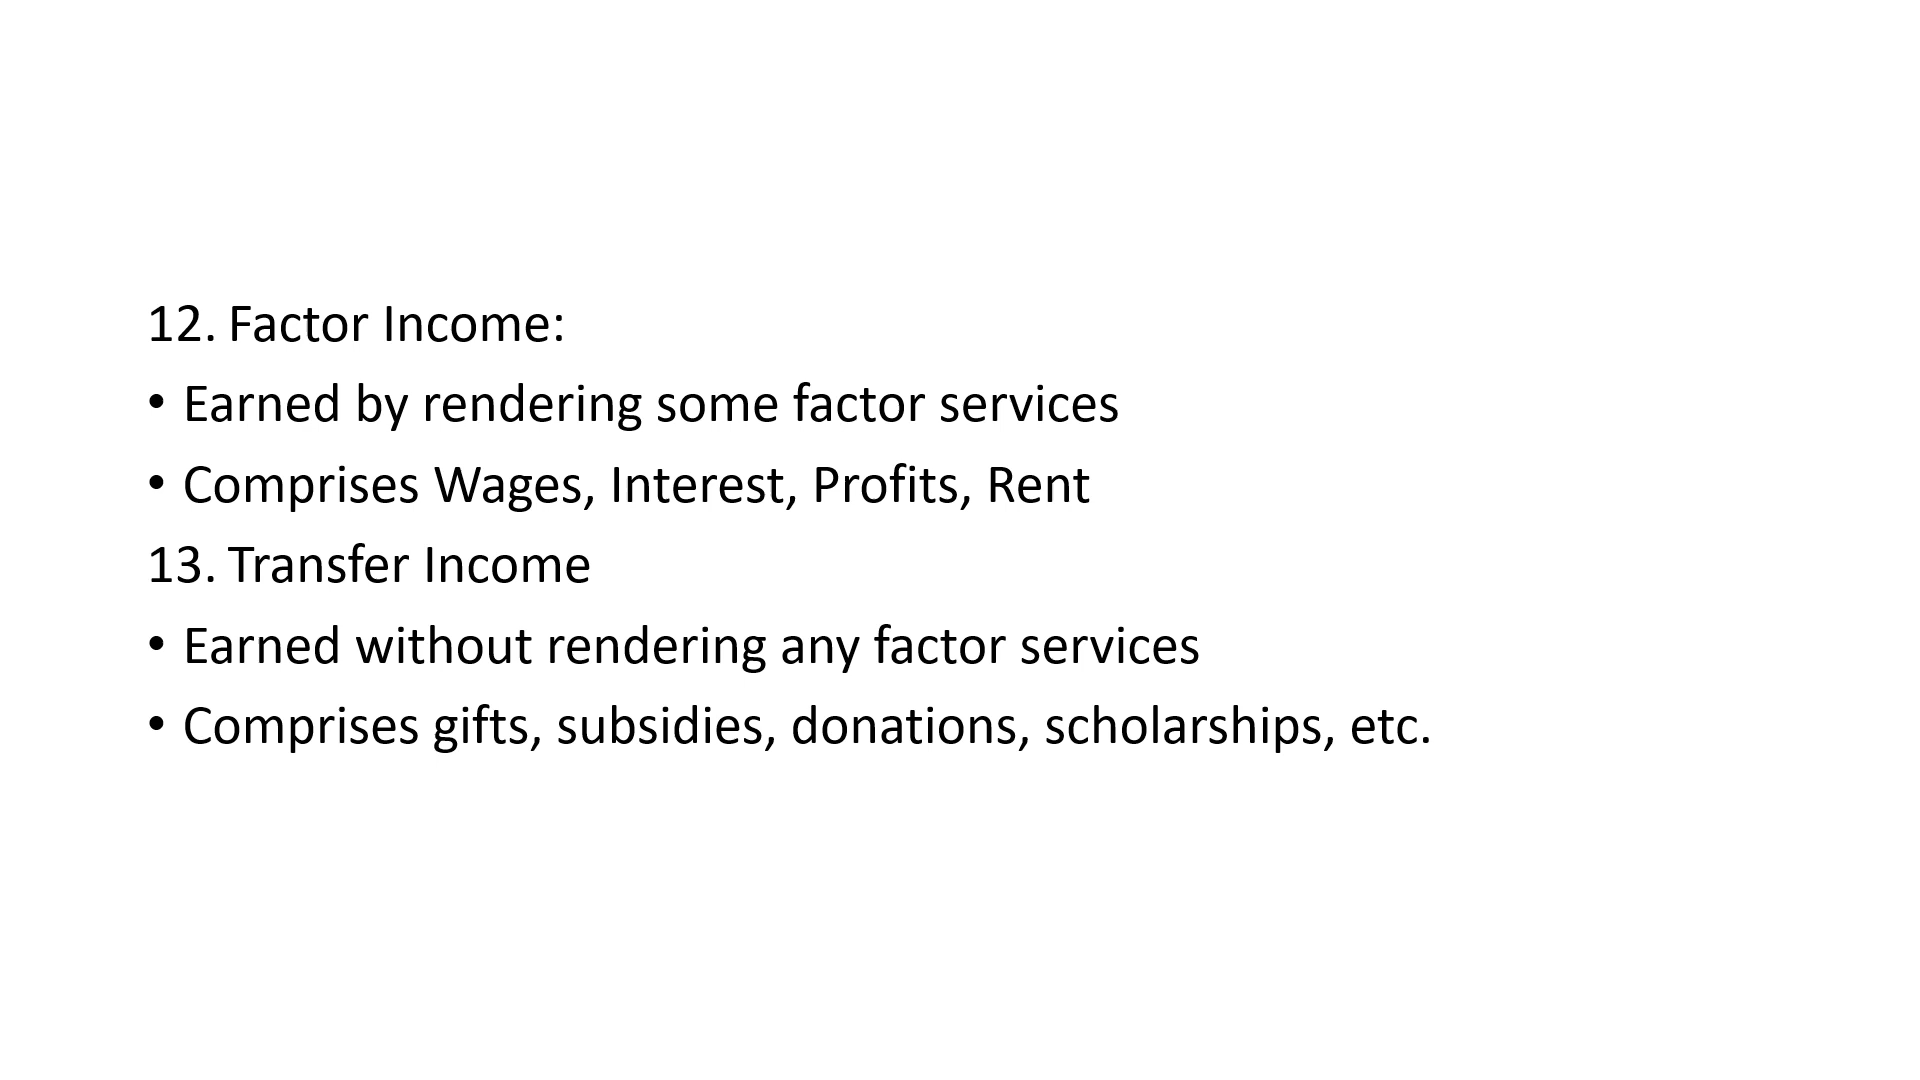 12. Factor Income:
• Earned by rendering some factor services
• Comprises Wages, Interest, Profits, Rent
13. Transfer Income
• Earned without rendering any factor services
• Comprises gifts, subsidies, donations, scholarships, etc.